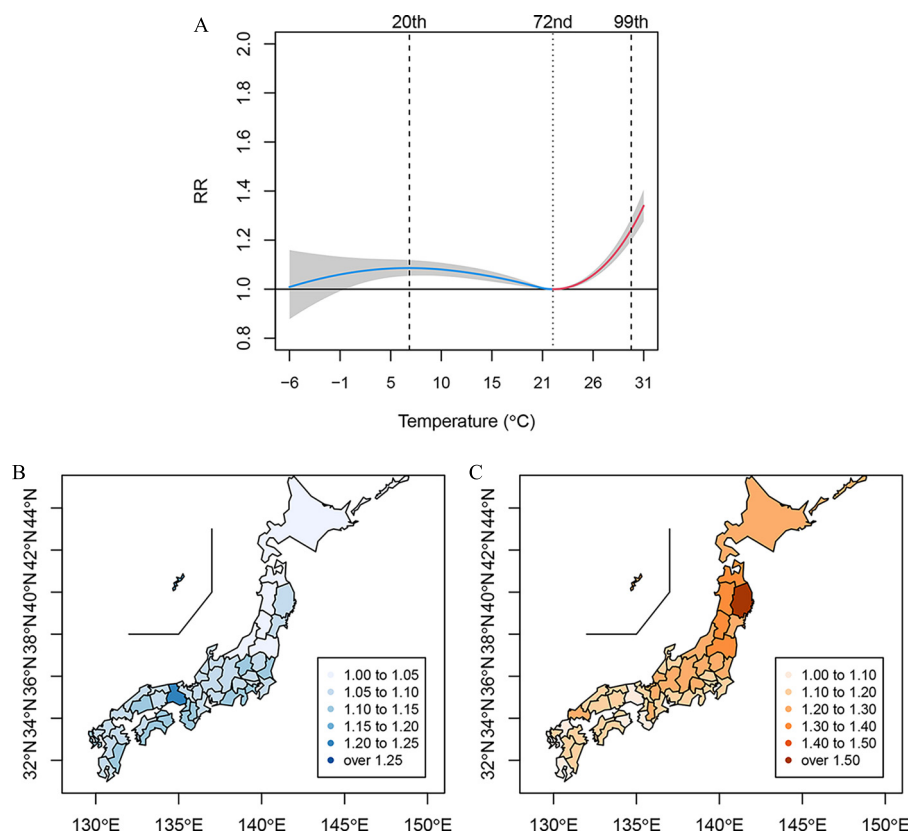 A
20th 72nd 99th
2.0
1.8
1.6
1.4
1.2
1.0
0.8
RR
−6 −1 5 10 15 21 26 31
Temperature (°C)
B
32°N 34°N 36°N 38°N 40°N 42°N 44°N
1.00 to 1.05
1.05 to 1.10
1.10 to 1.15
1.15 to 1.20
1.20 to 1.25
over 1.25
130°E 135°E 140°E 145°E 150°E
C
32°N 34°N 36°N 38°N 40°N 42°N 44°N
1.00 to 1.10
1.10 to 1.20
1.20 to 1.30
1.30 to 1.40
1.40 to 1.50
over 1.50
130°E 135°E 140°E 145°E 150°E